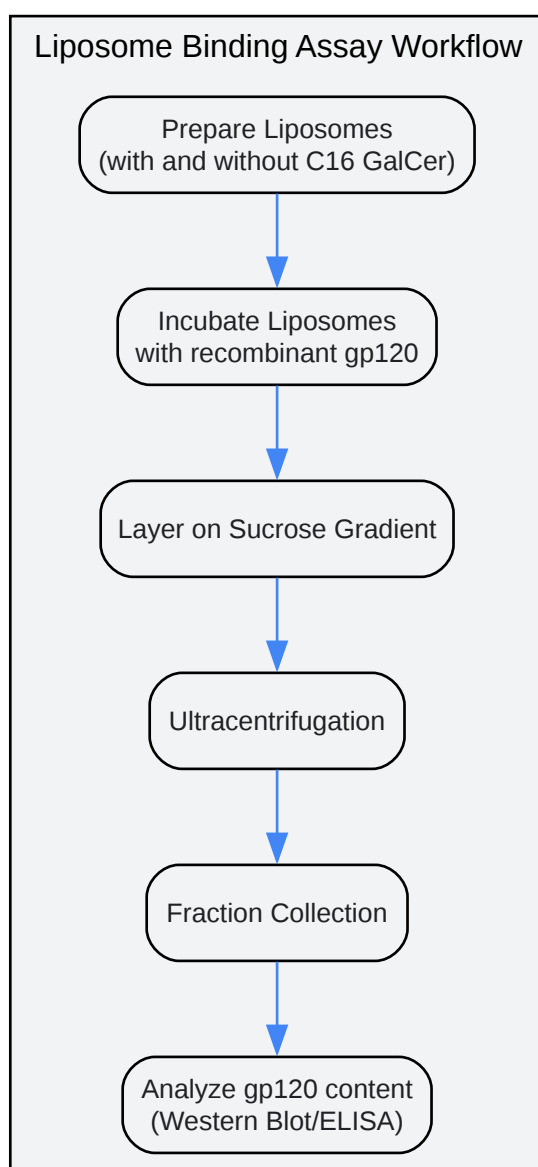 Liposome Binding Assay Workflow
Prepare Liposomes
(with and without C16 GalCer)
Incubate Liposomes
with recombinant gp120
Layer on Sucrose Gradient
Ultracentrifugation
Fraction Collection
Analyze gp120 content
(Western Blot/ELISA)